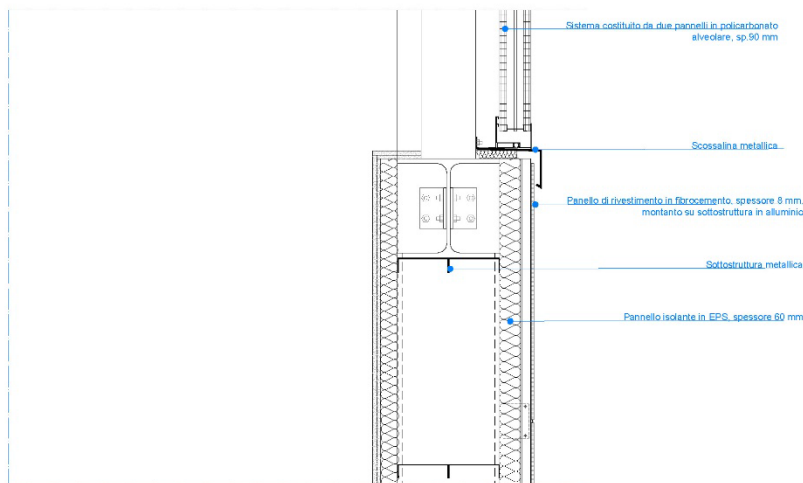 Sistema costituito da due pannelli in policarbonato
alveolare, sp.90 mm
Scossalina metallica
Panello di rivestimento in fibrocemento, spessore 8 mm,
montanto su sottostruttura in alluminio
Sottostruttura metallica
Pannello isolante in EPS, spessore 60 mm